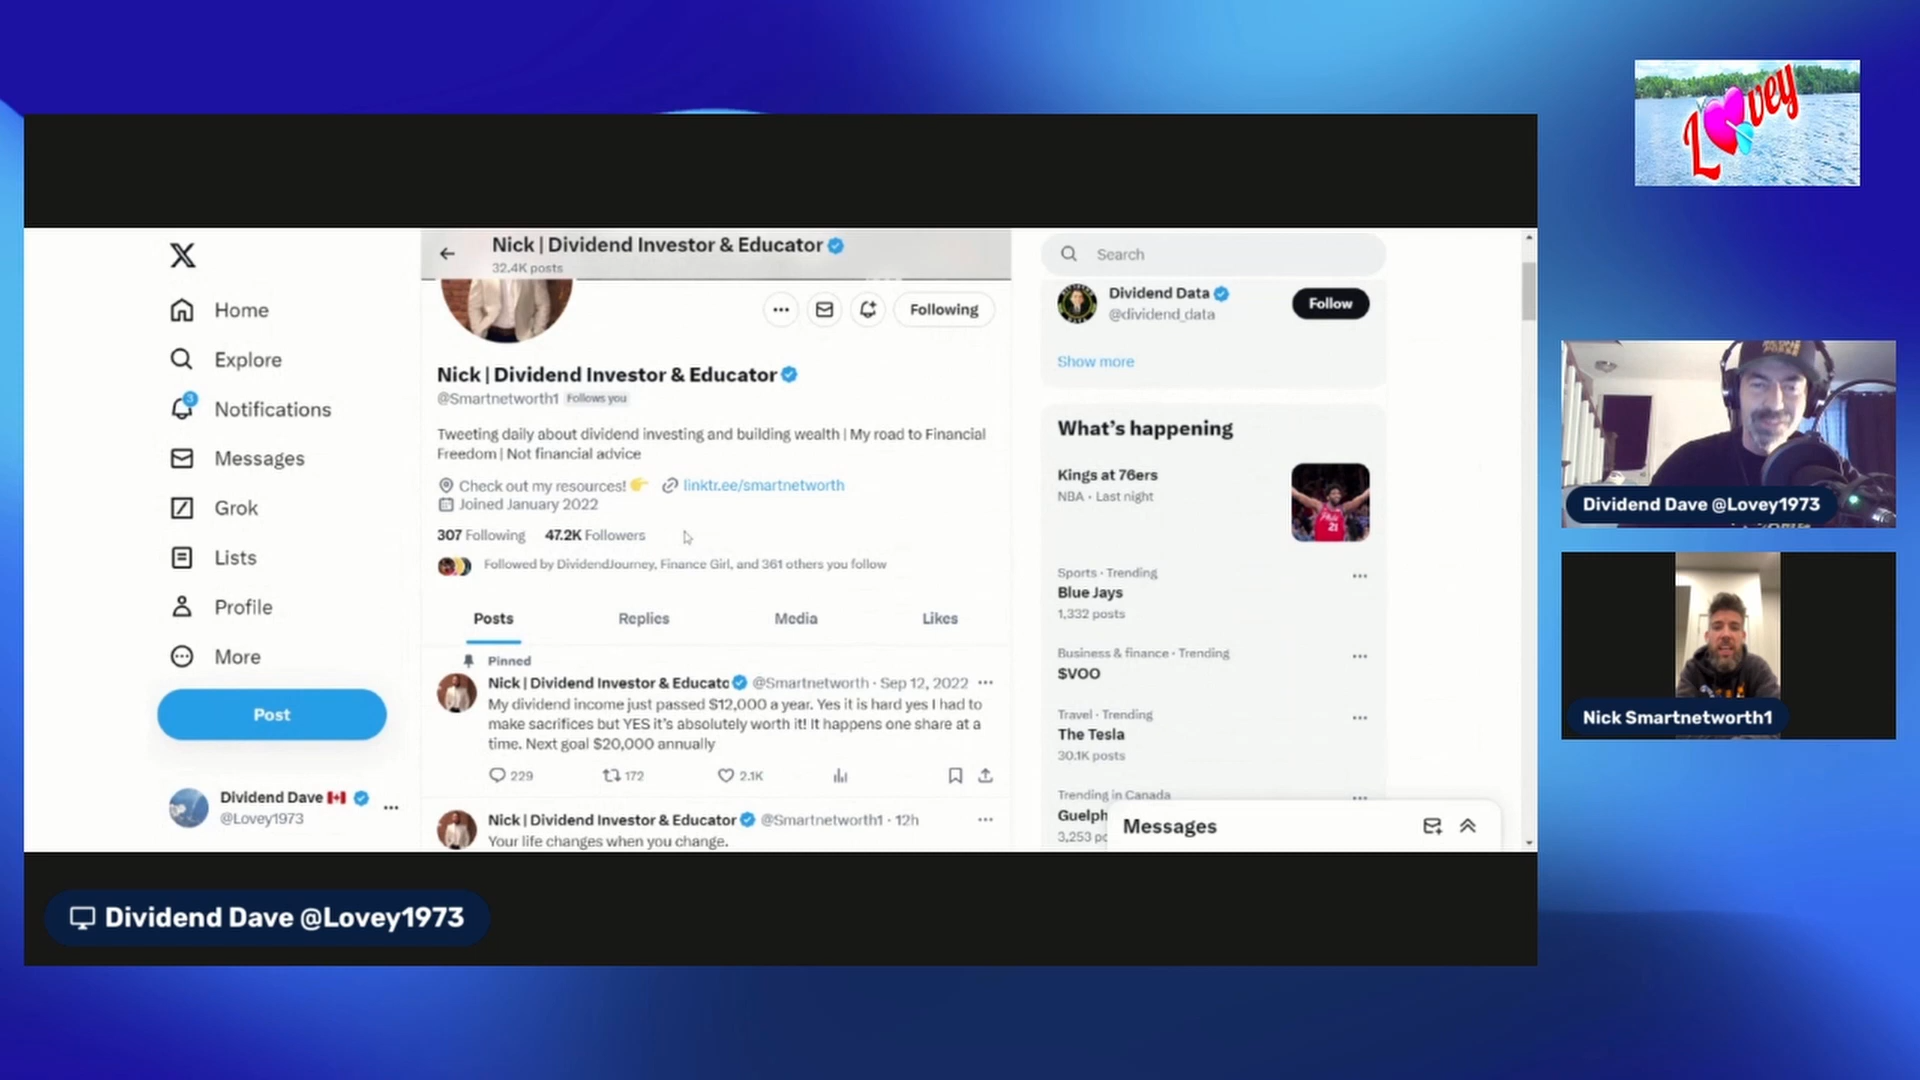 Lovey
Nick | Dividend Investor & Educator
32.4K posts
Search
Home
Explore
3
Notifications
Messages
Grok
Lists
Profile
More
Post
Dividend Dave
@Lovey1973
Following
Nick | Dividend Investor & Educator
@Smartnetworth1 Follows you
Tweeting daily about dividend investing and building wealth | My road to Financial
Freedom | Not financial advice
Check out my resources! linktr.ee/smartnetworth
Joined January 2022
307 Following 47.2K Followers
Followed by DividendJourney, Finance Girl, and 361 others you follow
Posts Replies Media Likes
Pinned
Nick | Dividend Investor & Educato @Smartnetworth · Sep 12, 2022
My dividend income just passed $12,000 a year. Yes it is hard yes I had to
make sacrifices but YES it's absolutely worth it! It happens one share at a
time. Next goal $20,000 annually
229 172 2.1K
Nick | Dividend Investor & Educator @Smartnetworth1 · 12h
Your life changes when you change.
Dividend Data
@dividend_data
Follow
Show more
What's happening
Kings at 76ers
NBA · Last night
21
Sports · Trending
Blue Jays
1,332 posts
Business & finance · Trending
$VOO
Travel · Trending
The Tesla
30.1K posts
Trending in Canada
Guelph
3,253 po
Messages
Dividend Dave @Lovey1973
Nick Smartnetworth1
Dividend Dave @Lovey1973